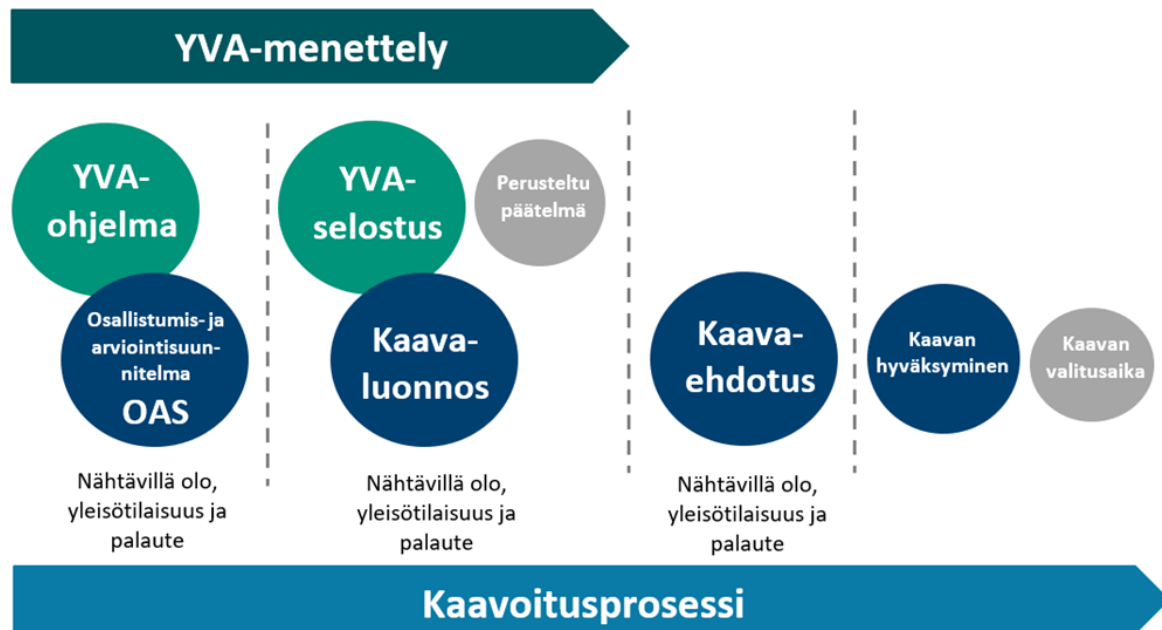 YVA-menettely
YVA-
ohjelma
Osallistumis- ja
arviointisuun-
nitelma
OAS
Nähtävillä olo,
yleisötilaisuus ja
palaute
YVA-
selostus
Perusteltu
päätelmä
Kaava-
luonnos
Nähtävillä olo,
yleisötilaisuus ja
palaute
Kaava-
ehdotus
Nähtävillä olo,
yleisötilaisuus ja
palaute
Kaavan
hyväksyminen
Kaavan
valitusaika
Kaavoitusprosessi